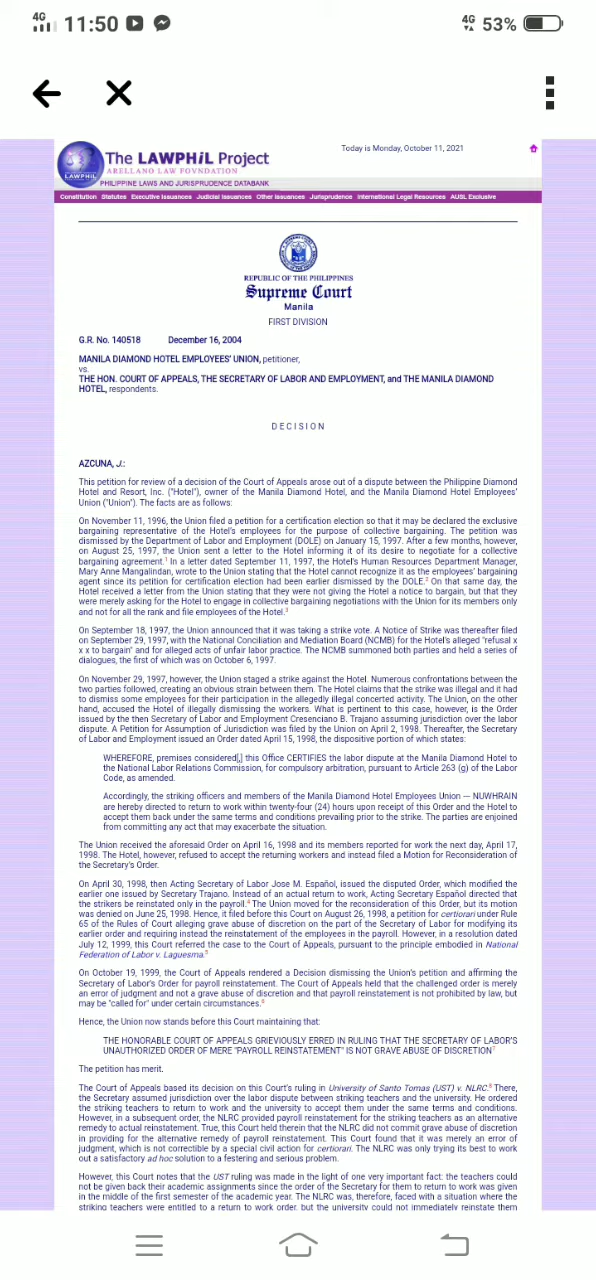 4G 11:50 4G 53%
Today is Monday, October 11, 2021
The LAWPHiL Project
ARELLANO LAW FOVNDATION
LAWPHiL
PHILIPPINE LAWS AND JURISPRUDENCE DATABANK
Constitution Statutes Executive Issuances Judicial Issuances Other Issuances Jurisprudence International Legal Resources AUSL Exclusive
REPUBLIC OF THE PHILIPPINES
Supreme Court
Manila
FIRST DIVISION
G.R. No. 140518 December 16, 2004
MANILA DIAMOND HOTEL EMPLOYEES' UNION, petitioner,
vs.
THE HON. COURT OF APPEALS, THE SECRETARY OF LABOR AND EMPLOYMENT, and THE MANILA DIAMOND
HOTEL, respondents.
D E C I S I O N
AZCUNA, J.:
This petition for review of a decision of the Court of Appeals arose out of a dispute between the Philippine Diamond
Hotel and Resort, Inc. ("Hotel"), owner of the Manila Diamond Hotel, and the Manila Diamond Hotel Employees'
Union ("Union"). The facts are as follows:
On November 11, 1996, the Union filed a petition for a certification election so that it may be declared the exclusive
bargaining representative of the Hotel's employees for the purpose of collective bargaining. The petition was
dismissed by the Department of Labor and Employment (DOLE) on January 15, 1997. After a few months, however,
on August 25, 1997, the Union sent a letter to the Hotel informing it of its desire to negotiate for a collective
bargaining agreement.1 In a letter dated September 11, 1997, the Hotel's Human Resources Department Manager,
Mary Anne Mangalindan, wrote to the Union stating that the Hotel cannot recognize it as the employees' bargaining
agent since its petition for certification election had been earlier dismissed by the DOLE.2 On that same day, the
Hotel received a letter from the Union stating that they were not giving the Hotel a notice to bargain, but that they
were merely asking for the Hotel to engage in collective bargaining negotiations with the Union for its members only
and not for all the rank and file employees of the Hotel.3
On September 18, 1997, the Union announced that it was taking a strike vote. A Notice of Strike was thereafter filed
on September 29, 1997, with the National Conciliation and Mediation Board (NCMB) for the Hotel's alleged "refusal x
x x to bargain" and for alleged acts of unfair labor practice. The NCMB summoned both parties and held a series of
dialogues, the first of which was on October 6, 1997.
On November 29, 1997, however, the Union staged a strike against the Hotel. Numerous confrontations between the
two parties followed, creating an obvious strain between them. The Hotel claims that the strike was illegal and it had
to dismiss some employees for their participation in the allegedly illegal concerted activity. The Union, on the other
hand, accused the Hotel of illegally dismissing the workers. What is pertinent to this case, however, is the Order
issued by the then Secretary of Labor and Employment Cresenciano B. Trajano assuming jurisdiction over the labor
dispute. A Petition for Assumption of Jurisdiction was filed by the Union on April 2, 1998. Thereafter, the Secretary
of Labor and Employment issued an Order dated April 15, 1998, the dispositive portion of which states:
WHEREFORE, premises considered[,] this Office CERTIFIES the labor dispute at the Manila Diamond Hotel to
the National Labor Relations Commission, for compulsory arbitration, pursuant to Article 263 (g) of the Labor
Code, as amended.
Accordingly, the striking officers and members of the Manila Diamond Hotel Employees Union — NUWHRAIN
are hereby directed to return to work within twenty-four (24) hours upon receipt of this Order and the Hotel to
accept them back under the same terms and conditions prevailing prior to the strike. The parties are enjoined
from committing any act that may exacerbate the situation.
The Union received the aforesaid Order on April 16, 1998 and its members reported for work the next day, April 17,
1998. The Hotel, however, refused to accept the returning workers and instead filed a Motion for Reconsideration of
the Secretary's Order.
On April 30, 1998, then Acting Secretary of Labor Jose M. Español, issued the disputed Order, which modified the
earlier one issued by Secretary Trajano. Instead of an actual return to work, Acting Secretary Español directed that
the strikers be reinstated only in the payroll.4 The Union moved for the reconsideration of this Order, but its motion
was denied on June 25, 1998. Hence, it filed before this Court on August 26, 1998, a petition for certiorari under Rule
65 of the Rules of Court alleging grave abuse of discretion on the part of the Secretary of Labor for modifying its
earlier order and requiring instead the reinstatement of the employees in the payroll. However, in a resolution dated
July 12, 1999, this Court referred the case to the Court of Appeals, pursuant to the principle embodied in National
Federation of Labor v. Laguesma.5
On October 19, 1999, the Court of Appeals rendered a Decision dismissing the Union's petition and affirming the
Secretary of Labor's Order for payroll reinstatement. The Court of Appeals held that the challenged order is merely
an error of judgment and not a grave abuse of discretion and that payroll reinstatement is not prohibited by law, but
may be "called for" under certain circumstances.6
Hence, the Union now stands before this Court maintaining that:
THE HONORABLE COURT OF APPEALS GRIEVIOUSLY ERRED IN RULING THAT THE SECRETARY OF LABOR'S
UNAUTHORIZED ORDER OF MERE "PAYROLL REINSTATEMENT" IS NOT GRAVE ABUSE OF DISCRETION7
The petition has merit.
The Court of Appeals based its decision on this Court's ruling in University of Santo Tomas (UST) v. NLRC.8 There,
the Secretary assumed jurisdiction over the labor dispute between striking teachers and the university. He ordered
the striking teachers to return to work and the university to accept them under the same terms and conditions.
However, in a subsequent order, the NLRC provided payroll reinstatement for the striking teachers as an alternative
remedy to actual reinstatement. True, this Court held therein that the NLRC did not commit grave abuse of discretion
in providing for the alternative remedy of payroll reinstatement. This Court found that it was merely an error of
judgment, which is not correctible by a special civil action for certiorari. The NLRC was only trying its best to work
out a satisfactory ad hoc solution to a festering and serious problem.
However, this Court notes that the UST ruling was made in the light of one very important fact: the teachers could
not be given back their academic assignments since the order of the Secretary for them to return to work was given
in the middle of the first semester of the academic year. The NLRC was, therefore, faced with a situation where the
striking teachers were entitled to a return to work order, but the university could not immediately reinstate them